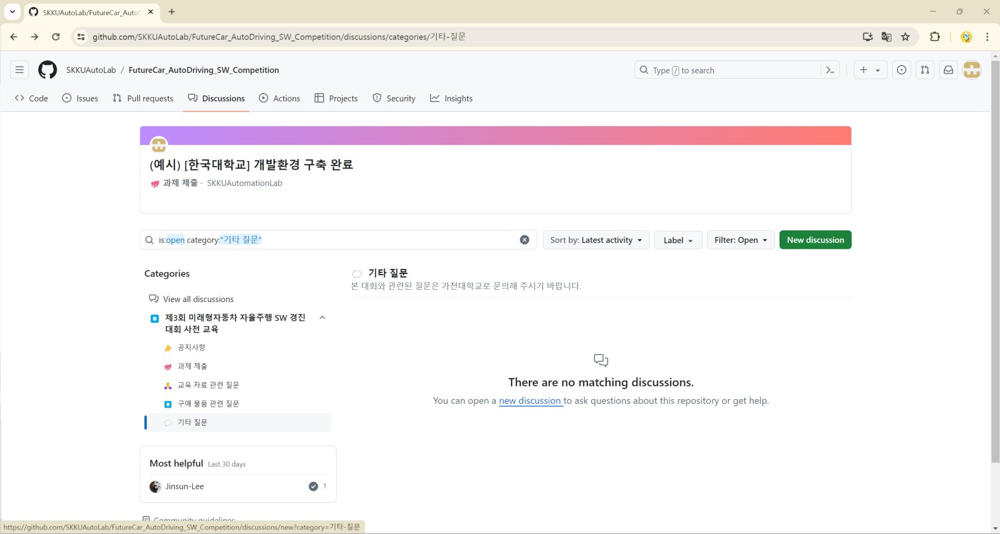 SKKUAutoLab/FutureCar_AutoD
github.com/SKKUAutoLab/FutureCar_AutoDriving_SW_Competition/discussions/categories/기타-질문
SKKUAutoLab / FutureCar_AutoDriving_SW_Competition
Type / to search
Code Issues Pull requests Discussions Actions Projects Security Insights
(예시) [한국대학교] 개발환경 구축 완료
💯 과제 제출 · SKKUAutomationLab
is:open category:"기타 질문"
Sort by: Latest activity
Label
Filter: Open
New discussion
Categories
View all discussions
제3회 미래형자동차 자율주행 SW 경진
대회 사전 교육
공지사항
💯 과제 제출
교육 자료 관련 질문
# 구매 물품 관련 질문
기타 질문
기타 질문
본 대회와 관련된 질문은 가천대학교로 문의해 주시기 바랍니다.
There are no matching discussions.
You can open a new discussion to ask questions about this repository or get help.
Most helpful Last 30 days
Jinsun-Lee 1
Community guidelines
https://github.com/SKKUAutoLab/FutureCar_AutoDriving_SW_Competition/discussions/new?category=기타-질문